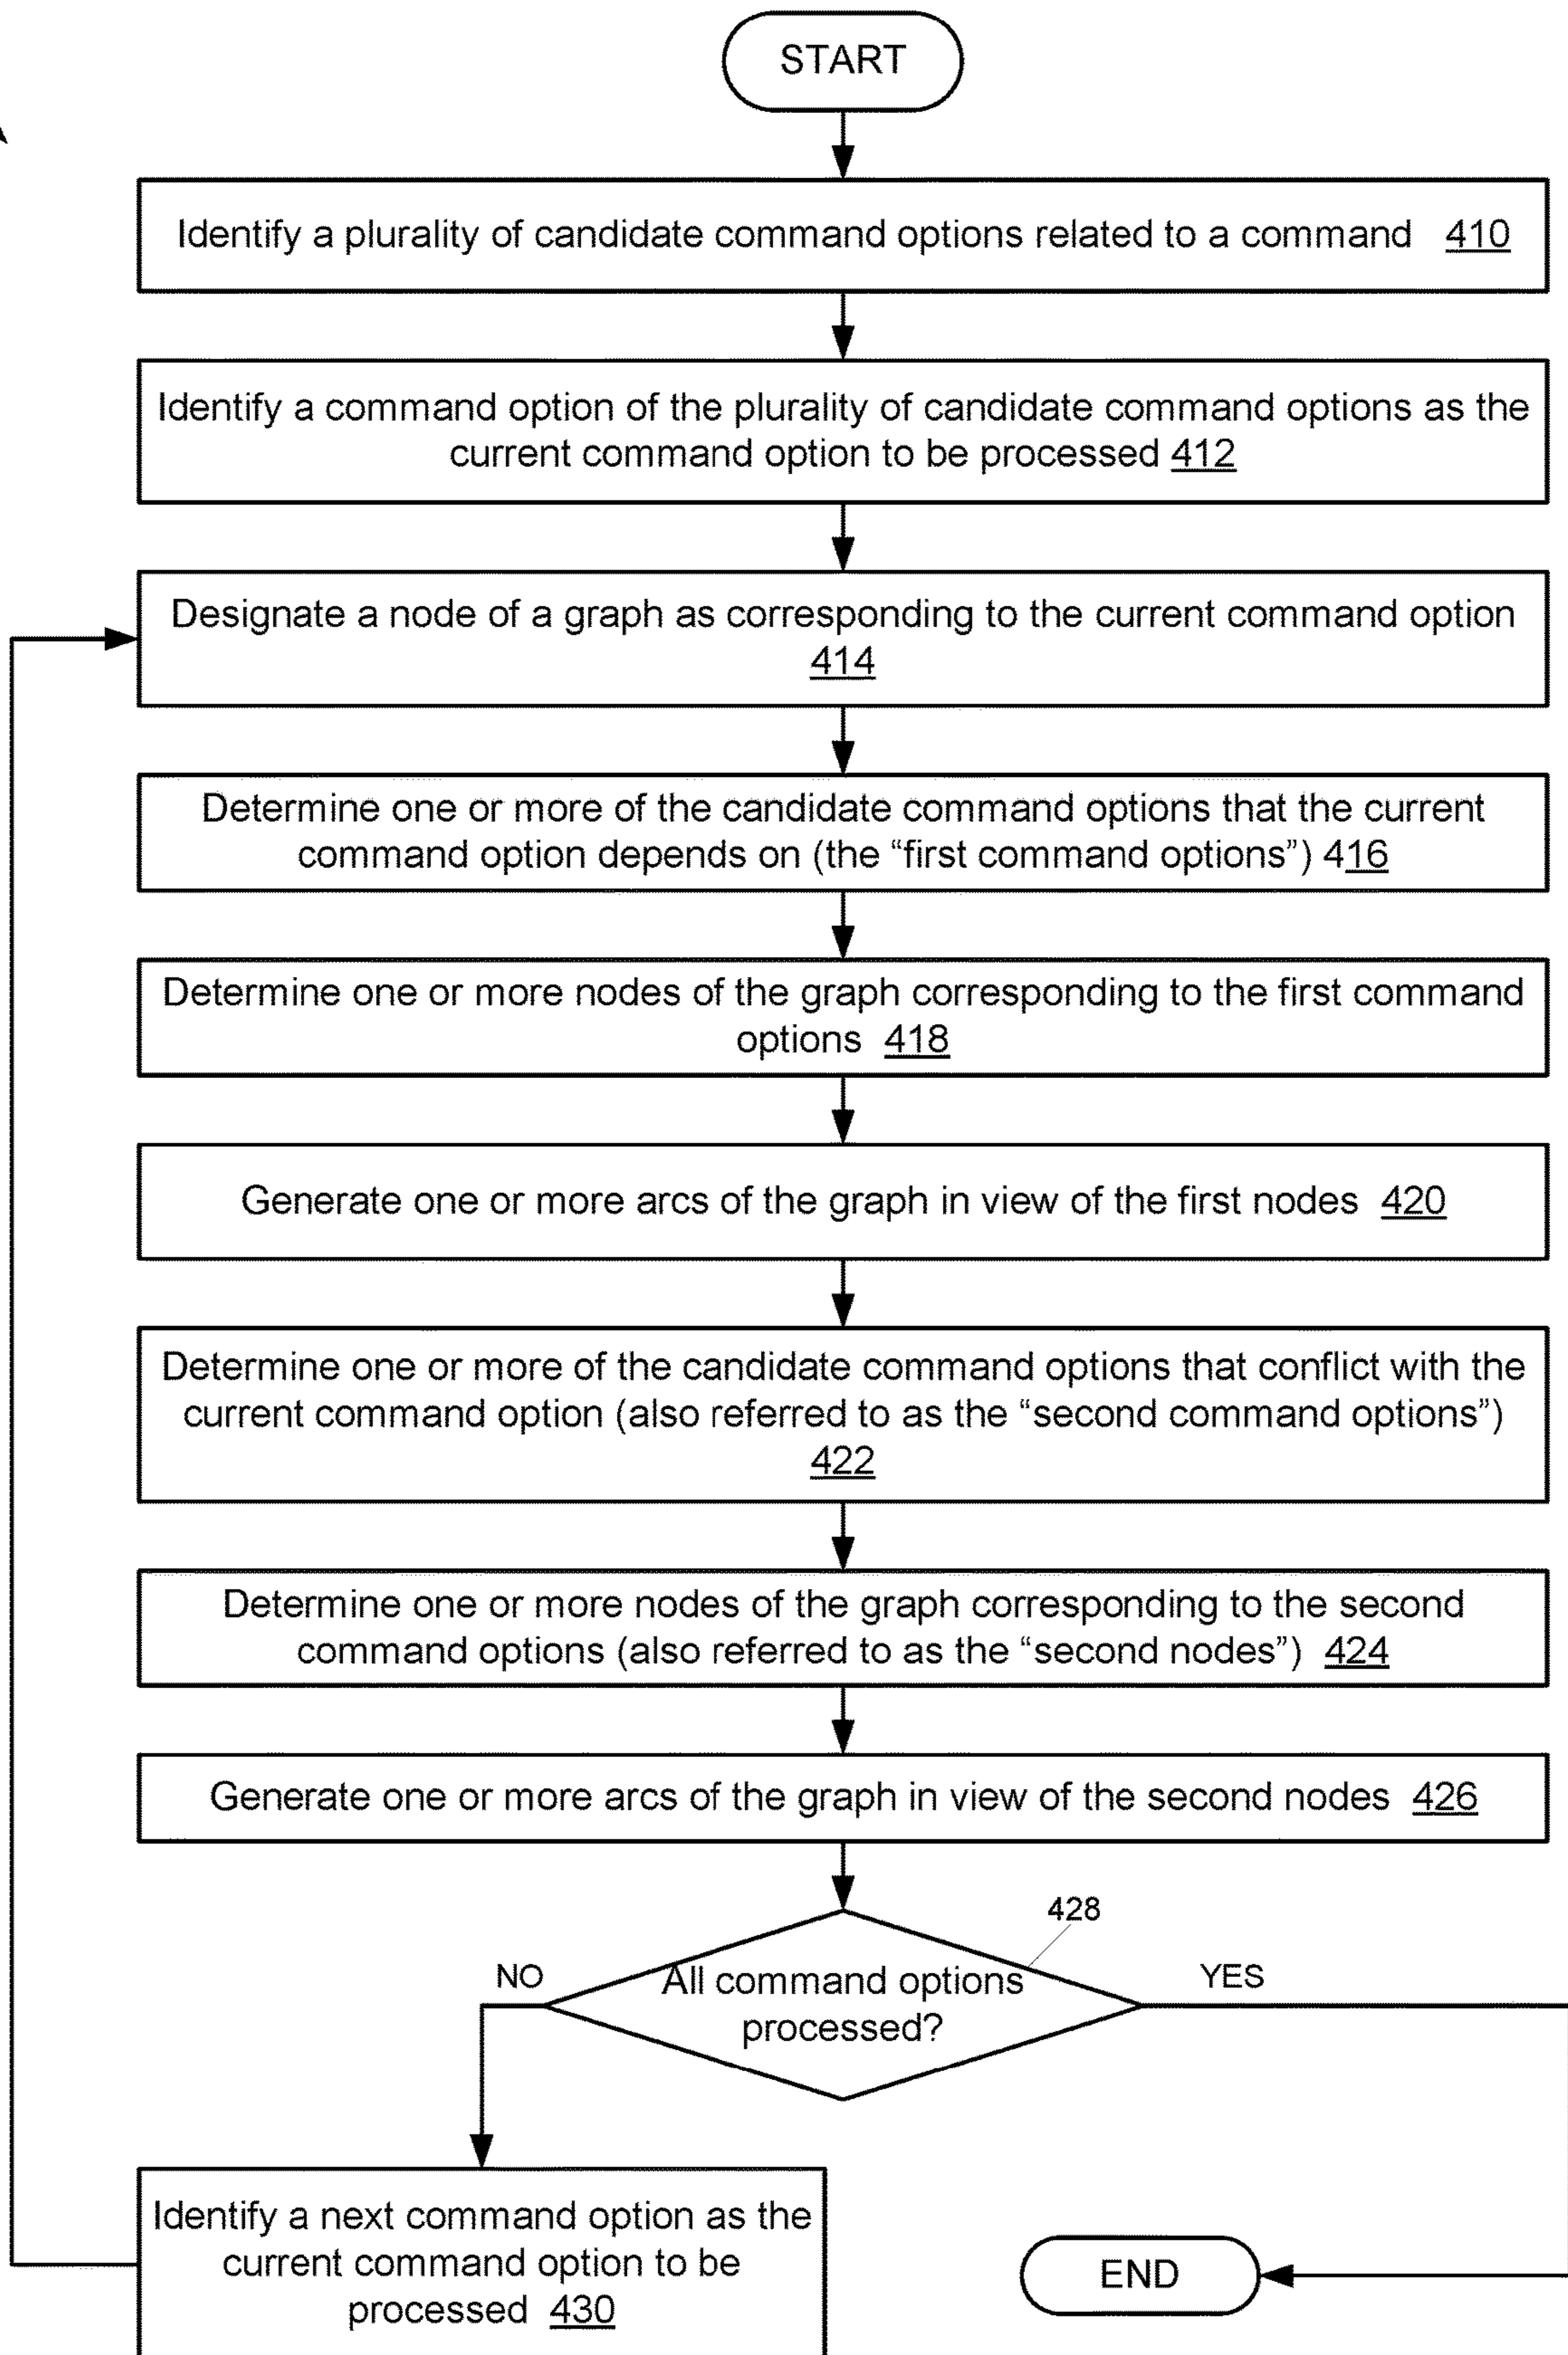 START
Identify a plurality of candidate command options related to a command 410
Identify a command option of the plurality of candidate command options as the
current command option to be processed 412
Designate a node of a graph as corresponding to the current command option
414
Determine one or more of the candidate command options that the current
command option depends on (the “first command options”) 416
Determine one or more nodes of the graph corresponding to the first command
options 418
Generate one or more arcs of the graph in view of the first nodes 420
Determine one or more of the candidate command options that conflict with the
current command option (also referred to as the “second command options”)
422
Determine one or more nodes of the graph corresponding to the second
command options (also referred to as the “second nodes”) 424
Generate one or more arcs of the graph in view of the second nodes 426
428
NO
All command options
processed?
YES
Identify a next command option as the
current command option to be
processed 430
END